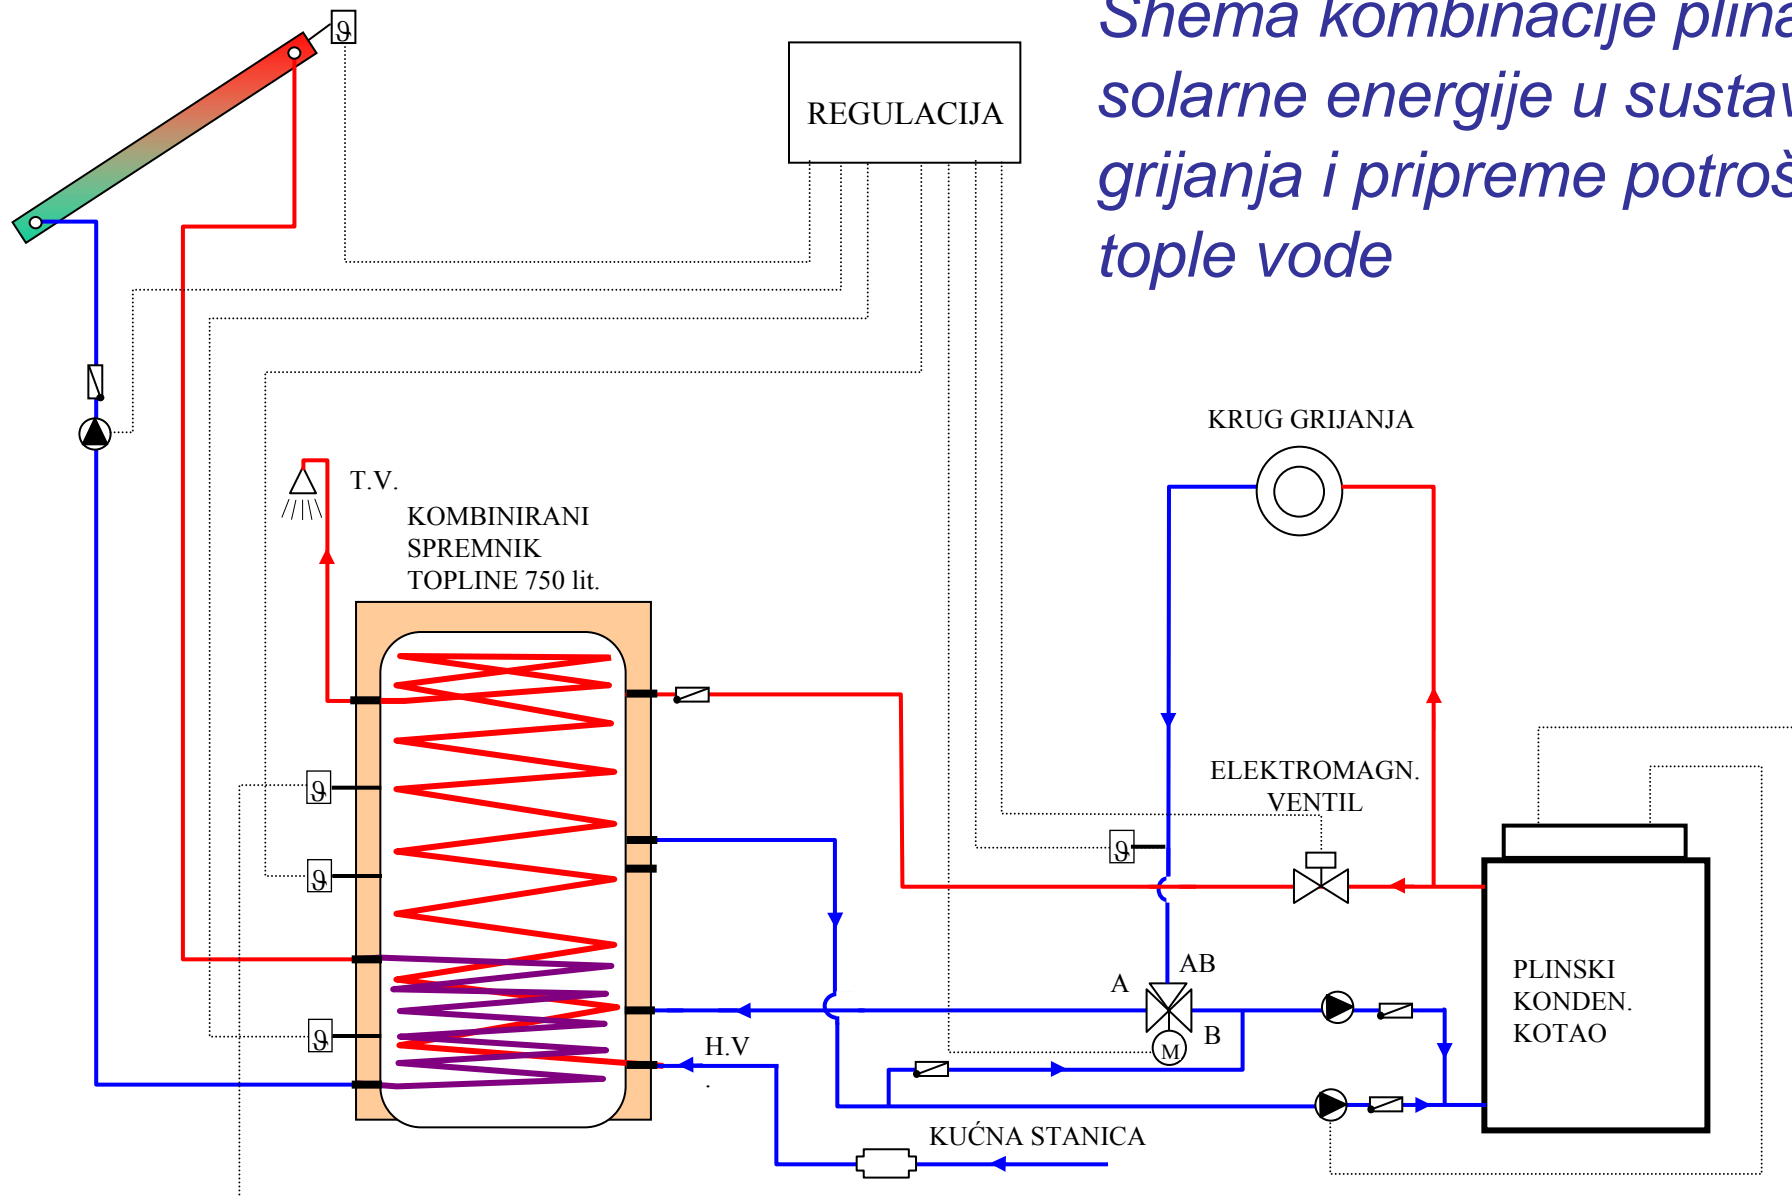 Shema kombinacije plina
solarne energije u sustav
grijanja i pripreme potroš
tople vode
ϑ
REGULACIJA
KRUG GRIJANJA
T.V.
KOMBINIRANI
SPREMNIK
TOPLINE 750 lit.
ELEKTROMAGN.
VENTIL
ϑ
ϑ
ϑ
AB
A
PLINSKI
KONDEN.
KOTAO
ϑ
H.V
.
B
M
KUĆNA STANICA